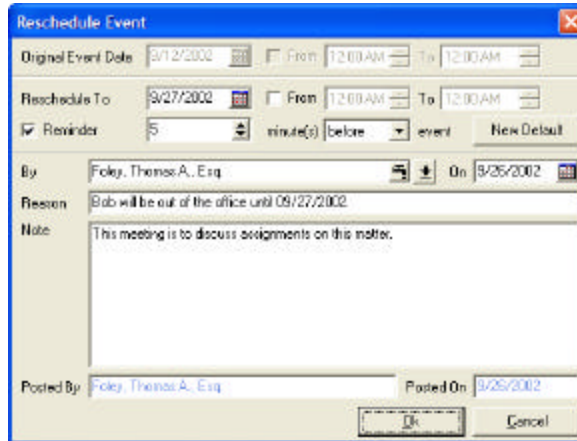 Reschedule Event
Original Event Date 9/12/2002 From 12:00 AM To 12:00 AM
Reschedule To 9/27/2002 From 12:00 AM To 12:00 AM
Reminder 5 minute(s) before event New Default
By Foley, Thomas A., Esq. On 9/26/2002
Reason Bob will be out of the office until 09/27/2002
Note This meeting is to discuss assignments on this matter.
Posted By Foley, Thomas A., Esq. Posted On 9/26/2002
Ok Cancel